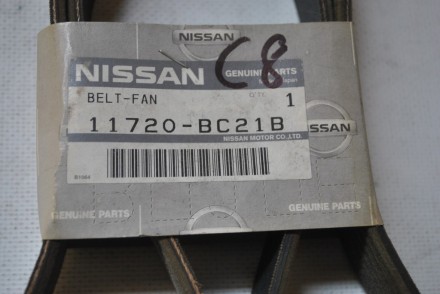 NISSAN
C8
NISSAN GENUINE PARTS
Japan
BELT-FAN 1
11720-BC21B
NISSAN MOTOR CO.,LTD.
NISSAN
GENUINE PARTS
GENUINE PARTS